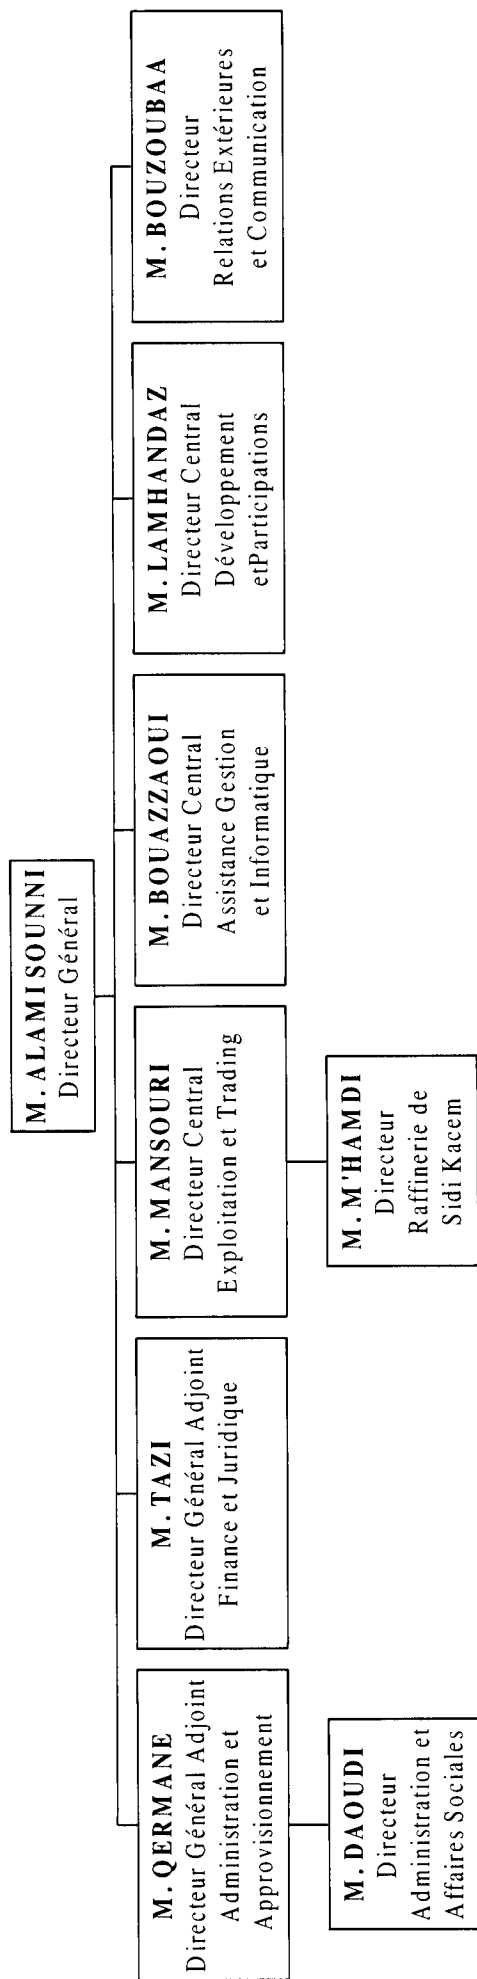 M. ALAMISOUNNI
Directeur Général
M. QERMANE
Directeur Général Adjoint
Administration et
Approvisionnement
M. TAZI
Directeur Général Adjoint
Finance et Juridique
M. MANSOURI
Directeur Central
Exploitation et Trading
M. BOUAZZAOUI
Directeur Central
Assistance Gestion
et Informatique
M. LAMHANDAZ
Directeur Central
Développement
etParticipations
M. BOUZOUBAA
Directeur
Relations Extérieures
et Communication
M. DAOUDI
Directeur
Administration et
Affaires Sociales
M. M'HAMDI
Directeur
Raffinerie de
Sidi Kacem